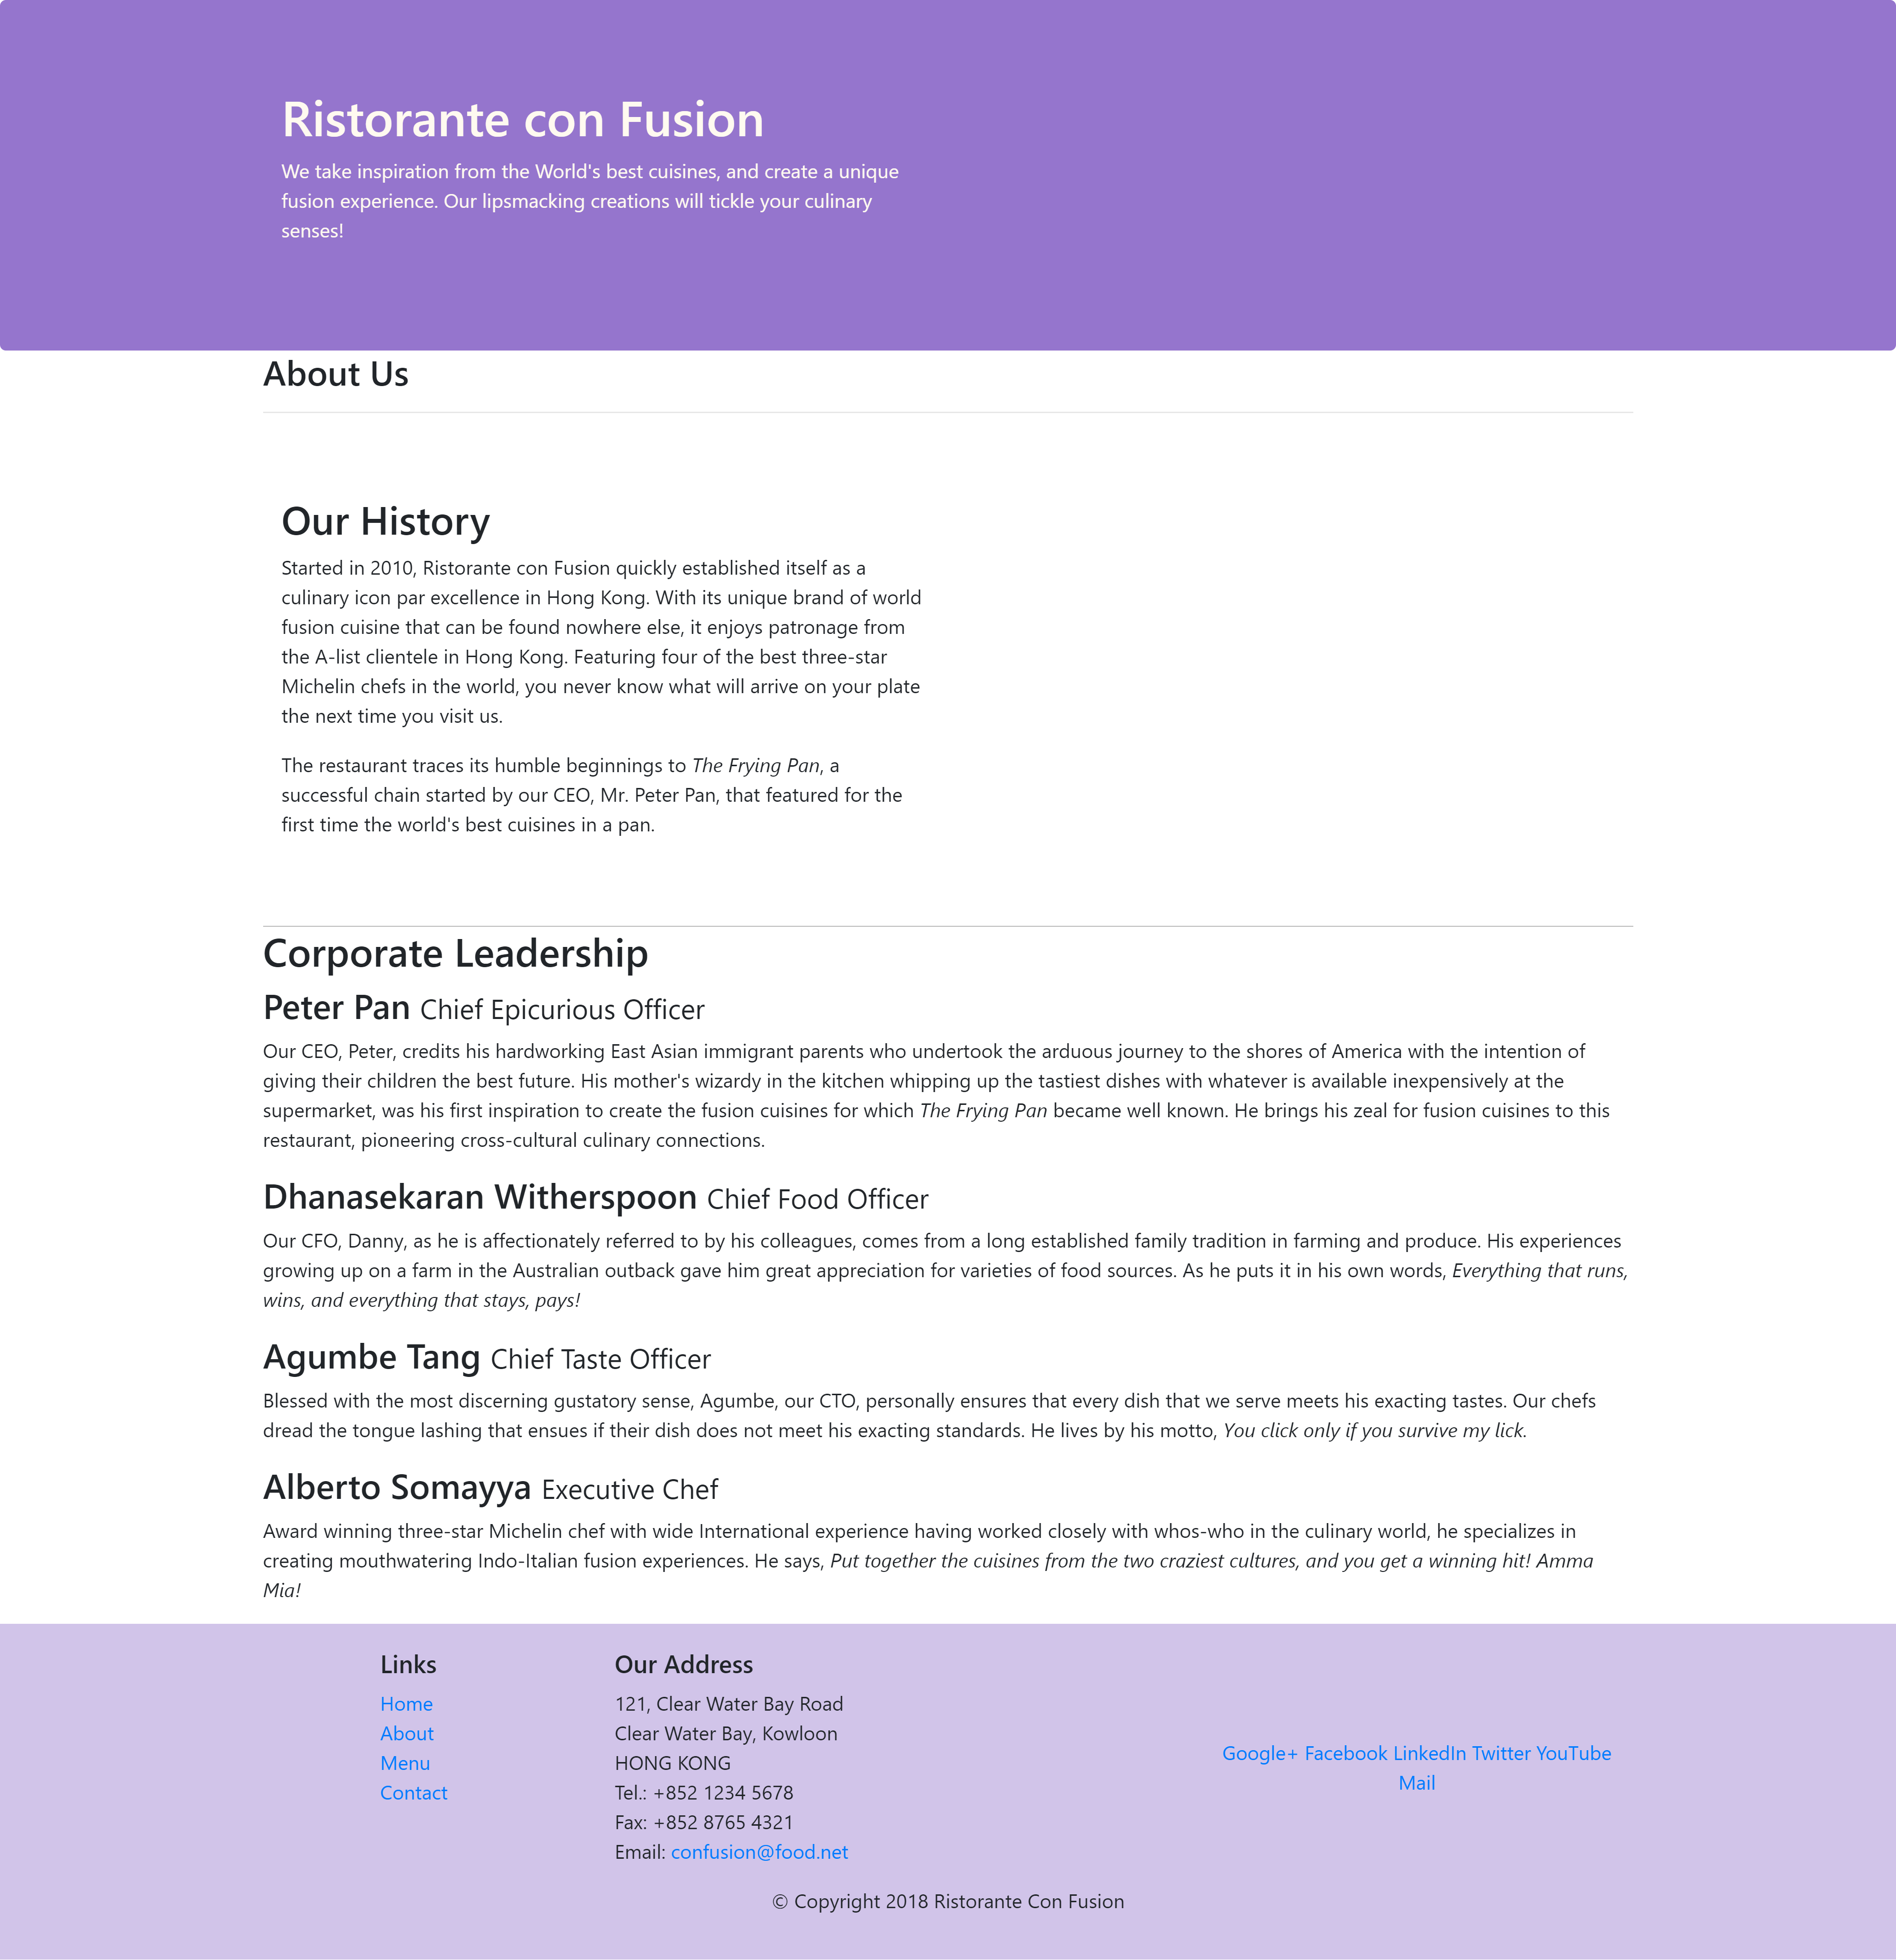 Ristorante con Fusion
We take inspiration from the World's best cuisines, and create a unique
fusion experience. Our lipsmacking creations will tickle your culinary
senses!
About Us
Our History
Started in 2010, Ristorante con Fusion quickly established itself as a
culinary icon par excellence in Hong Kong. With its unique brand of world
fusion cuisine that can be found nowhere else, it enjoys patronage from
the A-list clientele in Hong Kong. Featuring four of the best three-star
Michelin chefs in the world, you never know what will arrive on your plate
the next time you visit us.
The restaurant traces its humble beginnings to The Frying Pan, a
successful chain started by our CEO, Mr. Peter Pan, that featured for the
first time the world's best cuisines in a pan.
Corporate Leadership
Peter Pan Chief Epicurious Officer
Our CEO, Peter, credits his hardworking East Asian immigrant parents who undertook the arduous journey to the shores of America with the intention of
giving their children the best future. His mother's wizardy in the kitchen whipping up the tastiest dishes with whatever is available inexpensively at the
supermarket, was his first inspiration to create the fusion cuisines for which The Frying Pan became well known. He brings his zeal for fusion cuisines to this
restaurant, pioneering cross-cultural culinary connections.
Dhanasekaran Witherspoon Chief Food Officer
Our CFO, Danny, as he is affectionately referred to by his colleagues, comes from a long established family tradition in farming and produce. His experiences
growing up on a farm in the Australian outback gave him great appreciation for varieties of food sources. As he puts it in his own words, Everything that runs,
wins, and everything that stays, pays!
Agumbe Tang Chief Taste Officer
Blessed with the most discerning gustatory sense, Agumbe, our CTO, personally ensures that every dish that we serve meets his exacting tastes. Our chefs
dread the tongue lashing that ensues if their dish does not meet his exacting standards. He lives by his motto, You click only if you survive my lick.
Alberto Somayya Executive Chef
Award winning three-star Michelin chef with wide International experience having worked closely with whos-who in the culinary world, he specializes in
creating mouthwatering Indo-Italian fusion experiences. He says, Put together the cuisines from the two craziest cultures, and you get a winning hit! Amma
Mia!
Links
Home
About
Menu
Contact
Our Address
121, Clear Water Bay Road
Clear Water Bay, Kowloon
HONG KONG
Tel.: +852 1234 5678
Fax: +852 8765 4321
Email: confusion@food.net
Google+ Facebook LinkedIn Twitter YouTube
Mail
© Copyright 2018 Ristorante Con Fusion